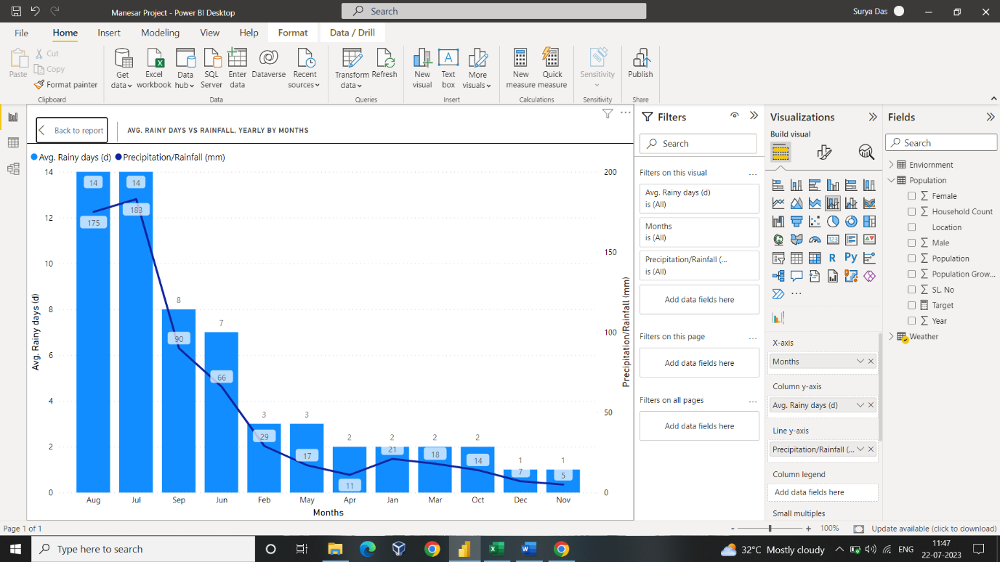 Manesar Project - Power BI Desktop
Search
Surya Das
File Home Insert Modeling View Help Format Data / Drill
Paste
Cut
Copy
Format painter
Clipboard
Get data
Excel workbook
Data hub
SQL Server
Enter data
Dataverse
Recent sources
Data
Transform data
Refresh
Queries
New visual
Text box
More visuals
Insert
New measure
Quick measure
Calculations
Sensitivity
Sensitivity
Publish
Share
Back to report
AVG. RAINY DAYS VS RAINFALL, YEARLY BY MONTHS
Avg. Rainy days (d) Precipitation/Rainfall (mm)
Avg. Rainy days (d)
14
12
10
8
6
4
2
0
14 14 8 7 3 3 2 2 2 2 1 1
175 183 90 66 29 17 11 21 18 14 7 5
200
150
100
50
0
Precipitation/Rainfall (mm)
Aug Jul Sep Jun Feb May Apr Jan Mar Oct Dec Nov
Months
Filters
Search
Filters on this visual ...
Avg. Rainy days (d)
is (All)
Months
is (All)
Precipitation/Rainfall (...
is (All)
Add data fields here
Filters on this page ...
Add data fields here
Filters on all pages ...
Add data fields here
Visualizations
Build visual
123
R
Py
...
X-axis
Months
Column y-axis
Avg. Rainy days (d)
Line y-axis
Precipitation/Rainfall (...
Column legend
Add data fields here
Small multiples
Fields
Search
Enviornment
Population
Female
Household Count
Location
Male
Population
Population Grow...
SL. No
Target
Year
Weather
Page 1 of 1
- + 100%
Update available (click to download)
Type here to search
32°C Mostly cloudy
ENG
11:47
22-07-2023